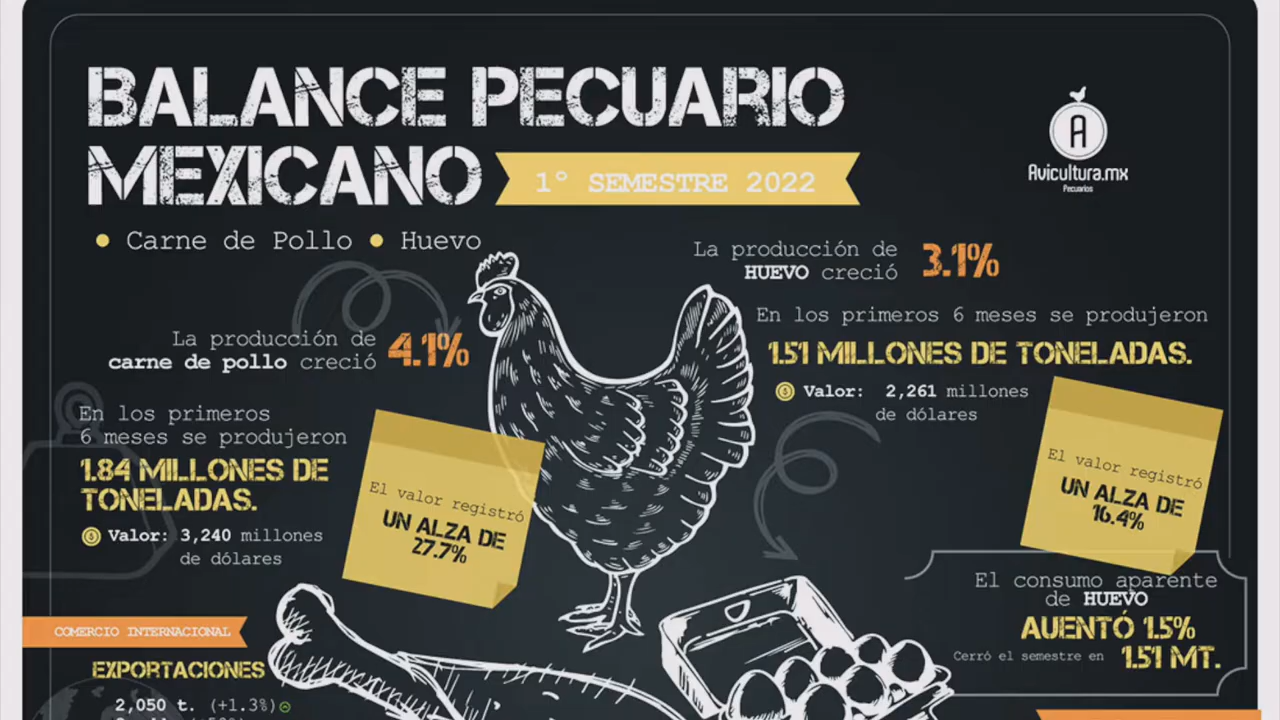 BALANCE PECUARIO
MEXICANO
1° SEMESTRE 2022
Avicultura.mx
Pecuarios
• Carne de Pollo • Huevo
La producción de
carne de pollo creció
4.1%
En los primeros
6 meses se produjeron
1.84 MILLONES DE
TONELADAS.
Valor: 3,240 millones
de dólares
El valor registró
UN ALZA DE
27.7%
La producción de
HUEVO creció
3.1%
En los primeros 6 meses se produjeron
1.51 MILLONES DE TONELADAS.
Valor: 2,261 millones
de dólares
El valor registró
UN ALZA DE
16.4%
El consumo aparente
de HUEVO
AUENTÓ 1.5%
Cerró el semestre en 1.51 MT.
COMERCIO INTERNACIONAL
EXPORTACIONES
2,050 t. (+1.3%)